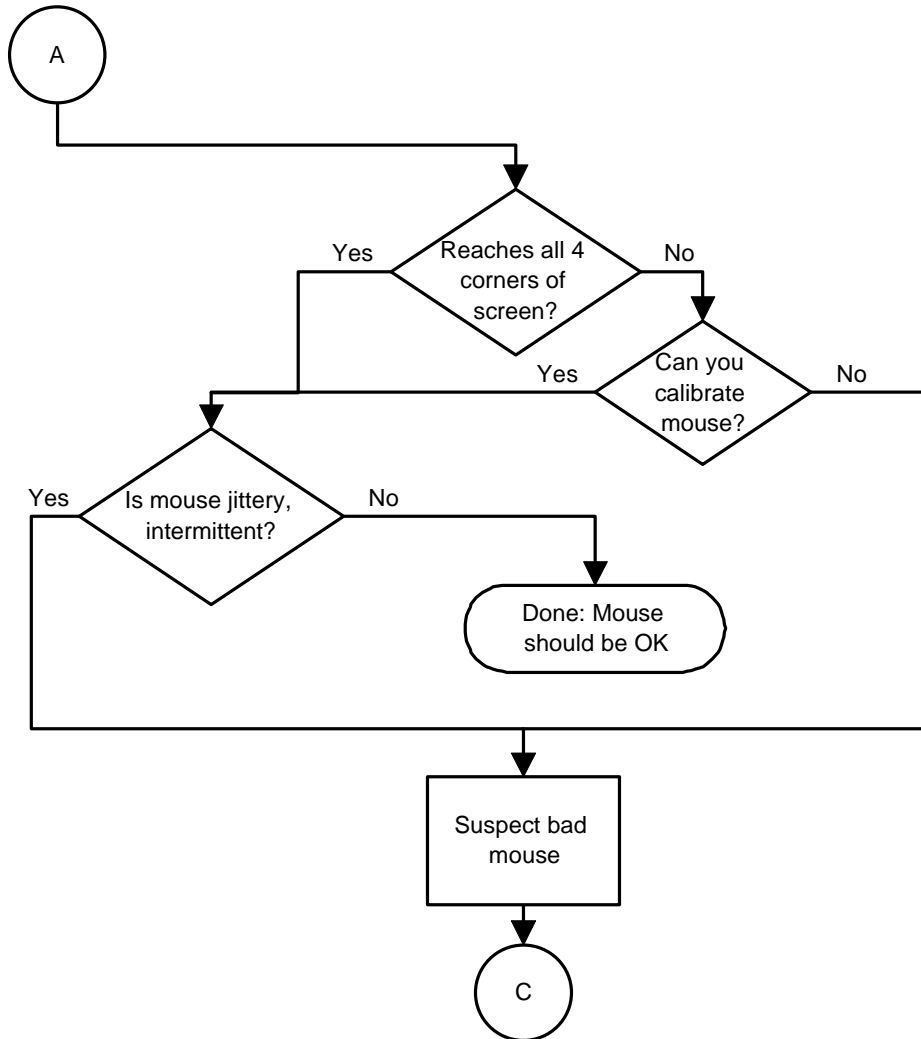 A
Yes
Reaches all 4
corners of
screen?
No
Yes
Can you
calibrate
mouse?
No
Yes
Is mouse jittery,
intermittent?
No
Done: Mouse
should be OK
Suspect bad
mouse
C